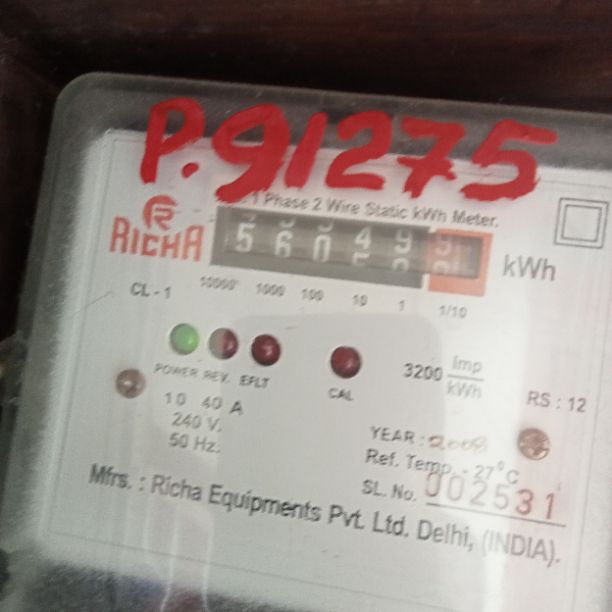 P.91275
1 Phase 2 Wire Static kWh Meter.
R
RICHA
56049 kWh
CL - 1
10000 1000 100 10 1 1/10
POWER REV. EFLT CAL
3200 Imp/kWh
RS : 12
10 40 A
240 V.
50 Hz.
YEAR : 2008
Ref. Temp. - 27°C
SL. No. 002531
Mfrs. : Richa Equipments Pvt. Ltd. Delhi, (INDIA).